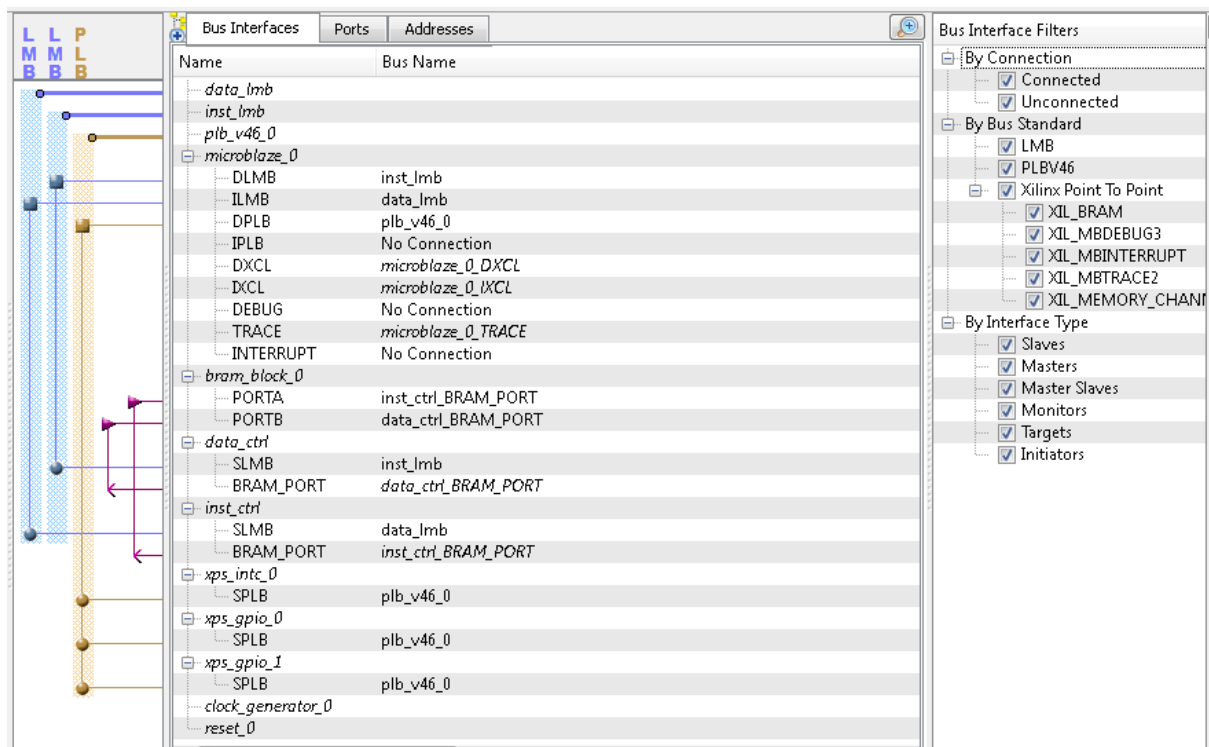 L L P
M M L
B B B
Bus Interfaces Ports Addresses
Name Bus Name
data_lmb
inst_lmb
plb_v46_0
microblaze_0
DLMB inst_lmb
ILMB data_lmb
DPLB plb_v46_0
IPLB No Connection
DXCL microblaze_0_DXCL
IXCL microblaze_0_IXCL
DEBUG No Connection
TRACE microblaze_0_TRACE
INTERRUPT No Connection
bram_block_0
PORTA inst_ctrl_BRAM_PORT
PORTB data_ctrl_BRAM_PORT
data_ctrl
SLMB inst_lmb
BRAM_PORT data_ctrl_BRAM_PORT
inst_ctrl
SLMB data_lmb
BRAM_PORT inst_ctrl_BRAM_PORT
xps_intc_0
SPLB plb_v46_0
xps_gpio_0
SPLB plb_v46_0
xps_gpio_1
SPLB plb_v46_0
clock_generator_0
reset_0
Bus Interface Filters
By Connection
Connected
Unconnected
By Bus Standard
LMB
PLBV46
Xilinx Point To Point
XIL_BRAM
XIL_MBDEBUG3
XIL_MBINTERRUPT
XIL_MBTRACE2
XIL_MEMORY_CHANN
By Interface Type
Slaves
Masters
Master Slaves
Monitors
Targets
Initiators